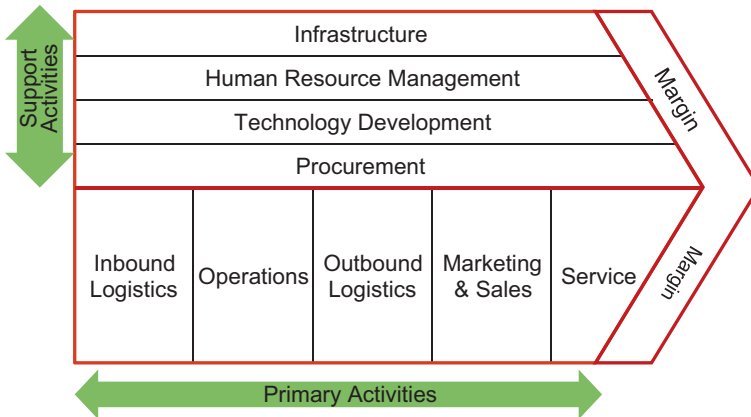 Infrastructure
Human Resource Management
Technology Development
Procurement
Support
Activities
Margin
Inbound
Logistics
Operations
Outbound
Logistics
Marketing
& Sales
Service
Margin
Primary Activities